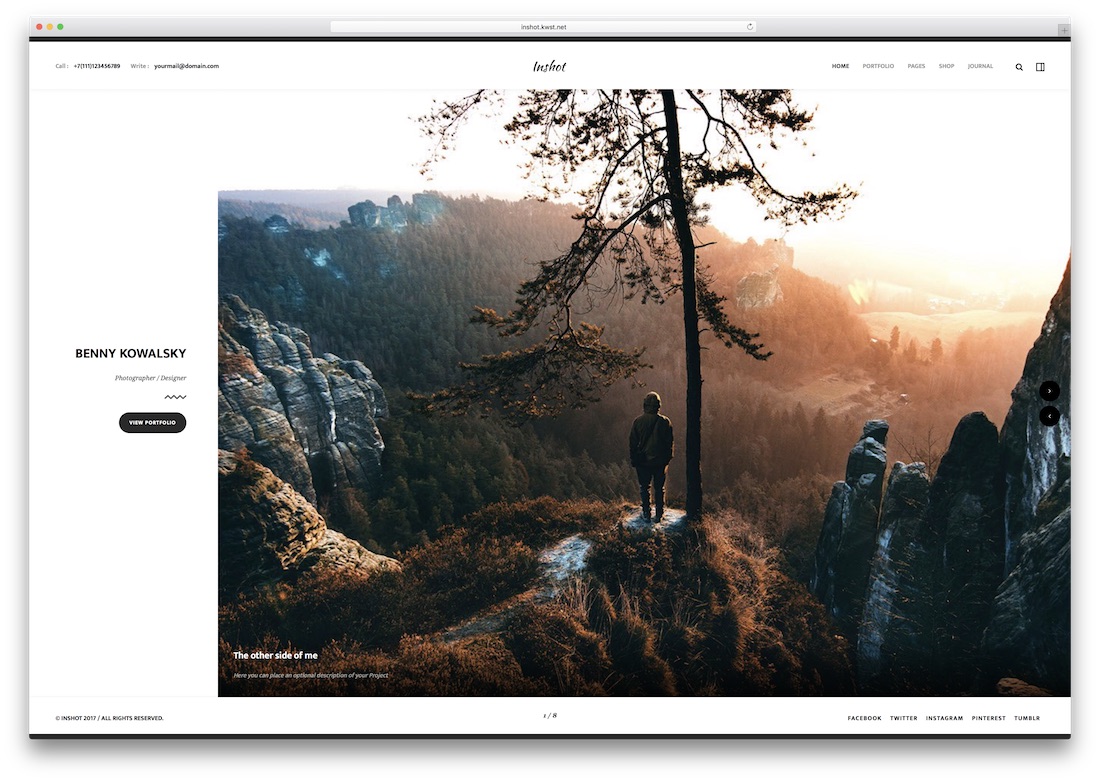 inshot.kwst.net
Call : +7(111)123456789 Write : yourmail@domain.com
Inshot
HOME PORTFOLIO PAGES SHOP JOURNAL
BENNY KOWALSKY
Photographer / Designer
VIEW PORTFOLIO
The other side of me
Here you can place an optional description of your Project
© INSHOT 2017 / ALL RIGHTS RESERVED.
1 / 8
FACEBOOK TWITTER INSTAGRAM PINTEREST TUMBLR